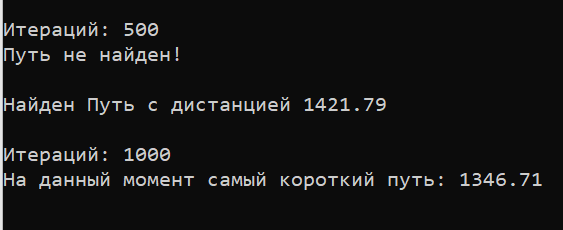 Итераций: 500
Путь не найден!
Найден Путь с дистанцией 1421.79
Итераций: 1000
На данный момент самый короткий путь: 1346.71